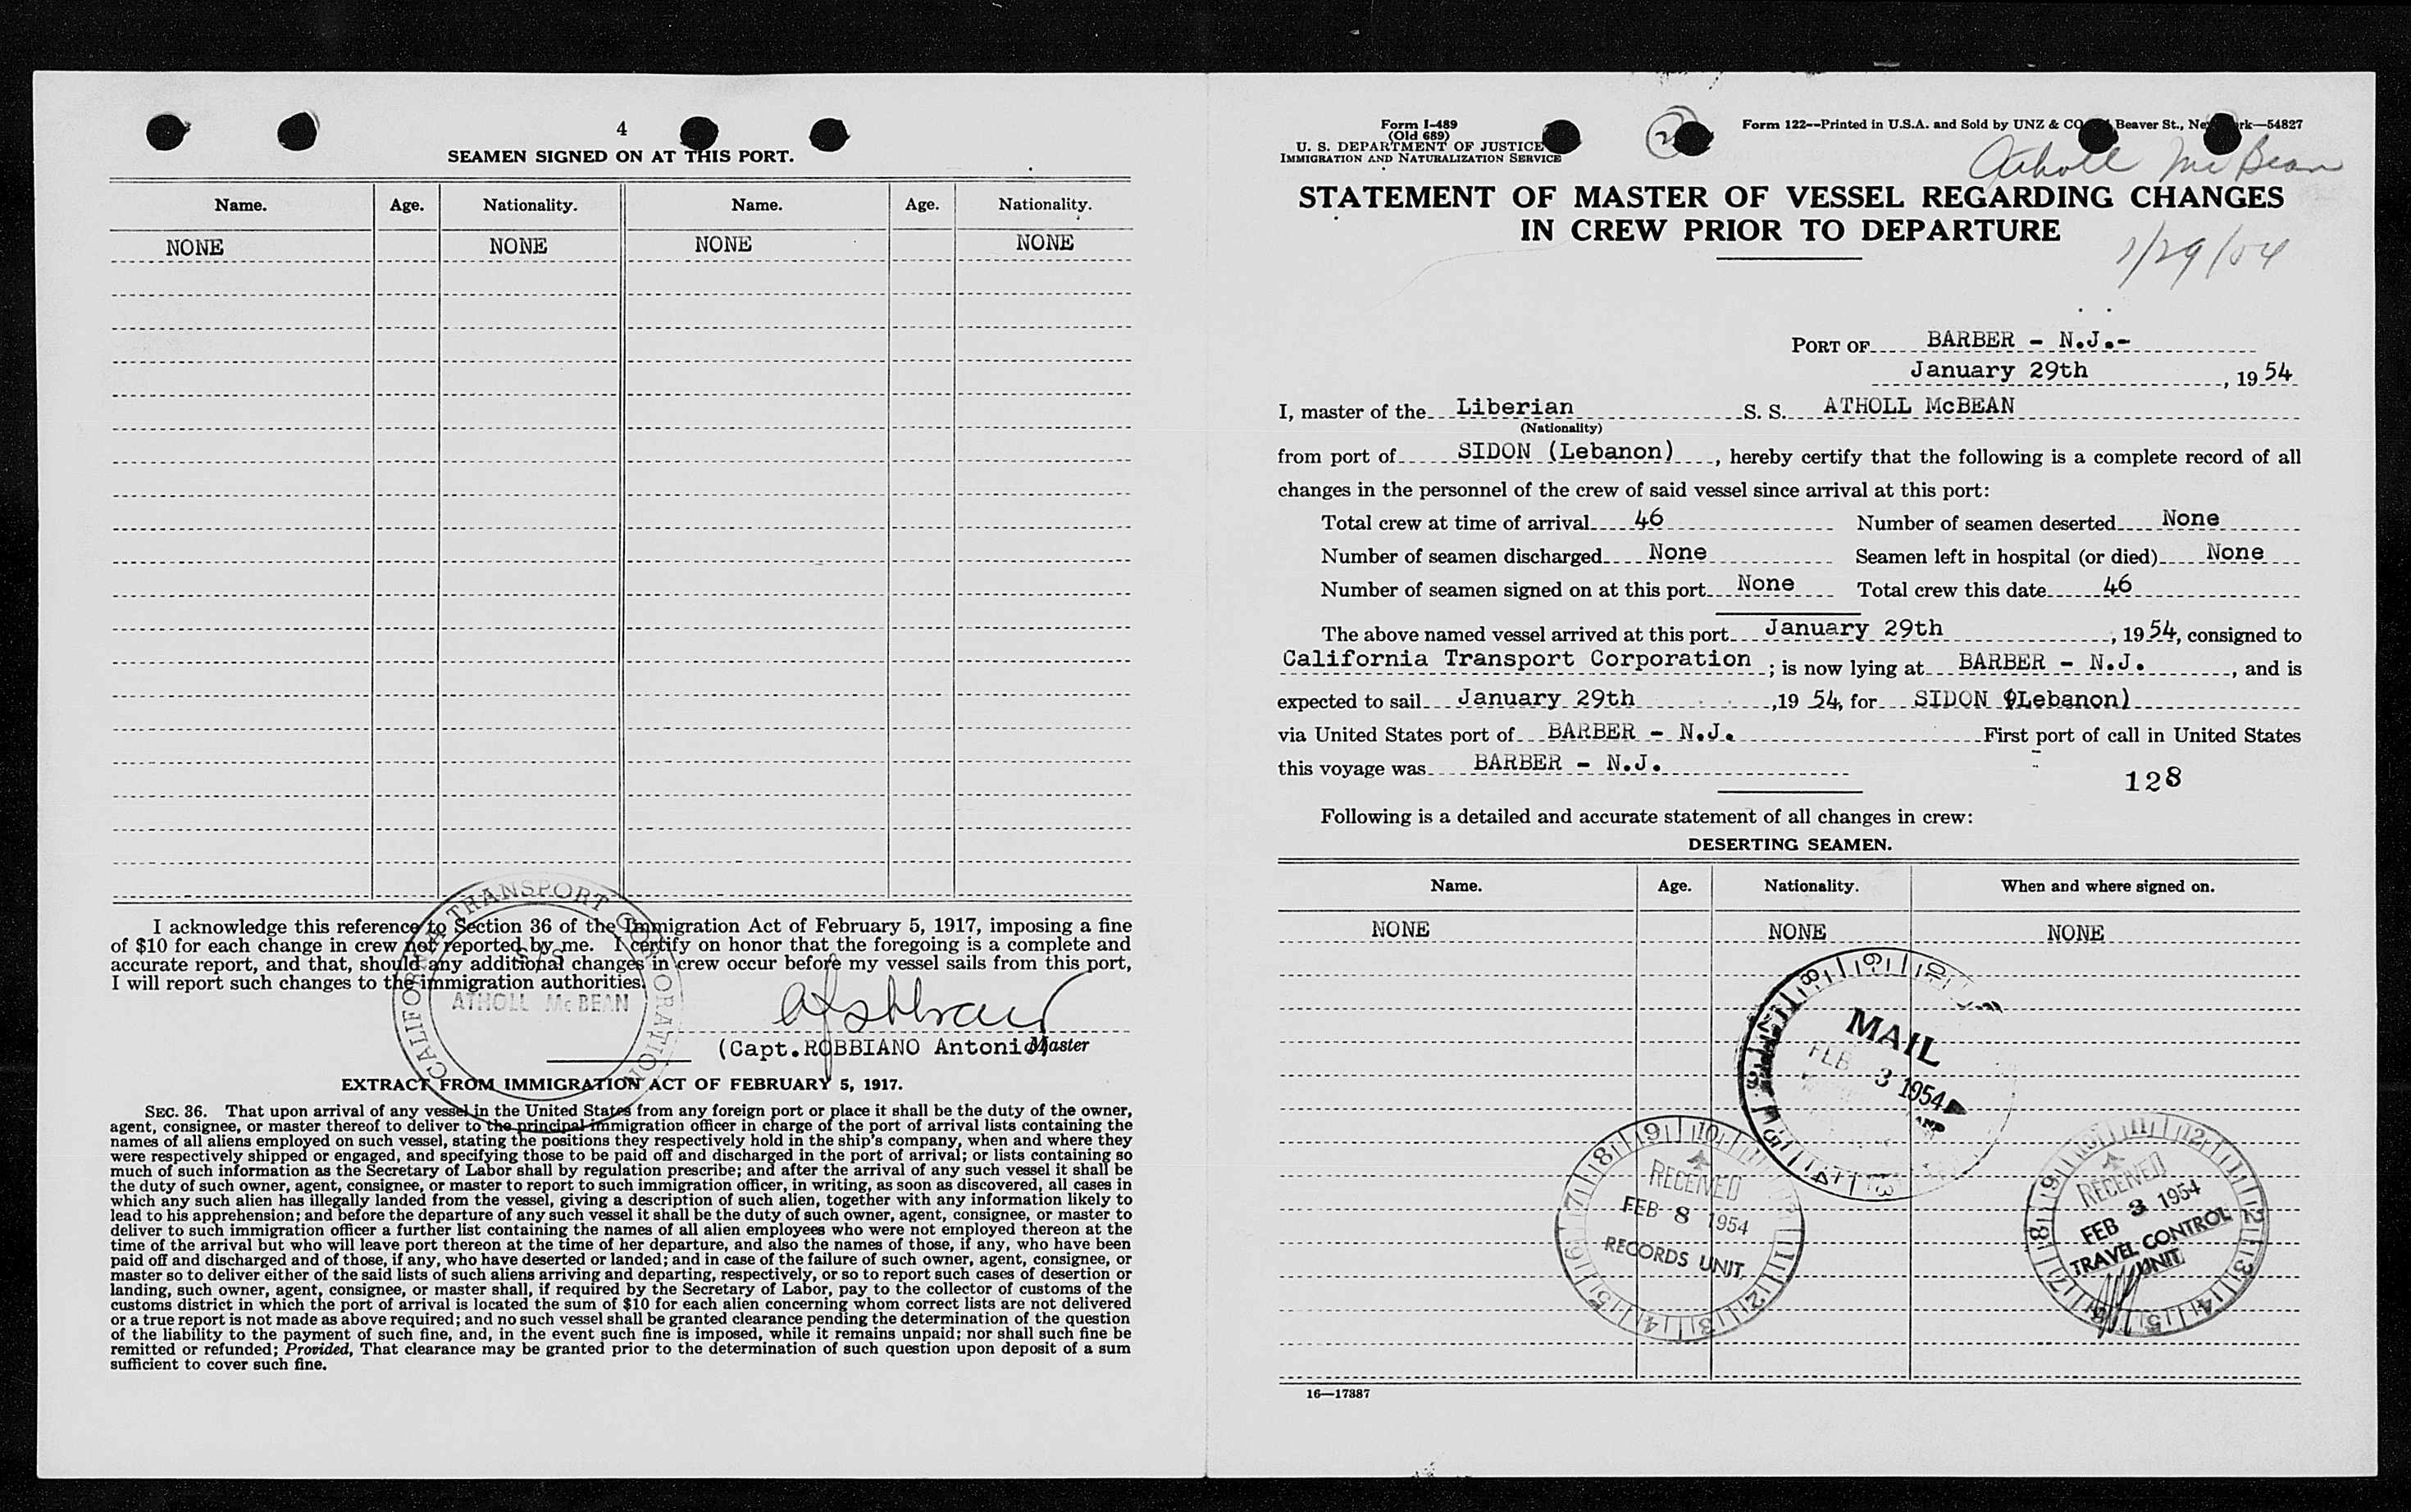 4
SEAMEN SIGNED ON AT THIS PORT.
Name. Age. Nationality. Name. Age. Nationality.
NONE NONE NONE NONE
I acknowledge this reference to Section 36 of the Immigration Act of February 5, 1917, imposing a fine
of $10 for each change in crew not reported by me. I certify on honor that the foregoing is a complete and
accurate report, and that, should any additional changes in crew occur before my vessel sails from this port,
I will report such changes to the immigration authorities.
CALIFORNIA TRANSPORT CORPORATION
S/S
ATHOLL McBEAN
(Capt.ROBBIANO Antonio) Master
EXTRACT FROM IMMIGRATION ACT OF FEBRUARY 5, 1917.
SEC. 36. That upon arrival of any vessel in the United States from any foreign port or place it shall be the duty of the owner,
agent, consignee, or master thereof to deliver to the principal immigration officer in charge of the port of arrival lists containing the
names of all aliens employed on such vessel, stating the positions they respectively hold in the ship's company, when and where they
were respectively shipped or engaged, and specifying those to be paid off and discharged in the port of arrival; or lists containing so
much of such information as the Secretary of Labor shall by regulation prescribe; and after the arrival of any such vessel it shall be
the duty of such owner, agent, consignee, or master to report to such immigration officer, in writing, as soon as discovered, all cases in
which any such alien has illegally landed from the vessel, giving a description of such alien, together with any information likely to
lead to his apprehension; and before the departure of any such vessel it shall be the duty of such owner, agent, consignee, or master to
deliver to such immigration officer a further list containing the names of all alien employees who were not employed thereon at the
time of the arrival but who will leave port thereon at the time of her departure, and also the names of those, if any, who have been
paid off and discharged and of those, if any, who have deserted or landed; and in case of the failure of such owner, agent, consignee, or
master so to deliver either of the said lists of such aliens arriving and departing, respectively, or so to report such cases of desertion or
landing, such owner, agent, consignee, or master shall, if required by the Secretary of Labor, pay to the collector of customs of the
customs district in which the port of arrival is located the sum of $10 for each alien concerning whom correct lists are not delivered
or a true report is not made as above required; and no such vessel shall be granted clearance pending the determination of the question
of the liability to the payment of such fine, and, in the event such fine is imposed, while it remains unpaid; nor shall such fine be
remitted or refunded; Provided, That clearance may be granted prior to the determination of such question upon deposit of a sum
sufficient to cover such fine.
Form I-489
(Old 689)
U. S. DEPARTMENT OF JUSTICE
IMMIGRATION AND NATURALIZATION SERVICE
2
Form 122--Printed in U.S.A. and Sold by UNZ & CO Beaver St., New York—54827
Atholl McBean
STATEMENT OF MASTER OF VESSEL REGARDING CHANGES
IN CREW PRIOR TO DEPARTURE
1/29/54
PORT OF BARBER - N.J.-
January 29th, 19 54
I, master of the Liberian S. S. ATHOLL McBEAN
(Nationality)
from port of SIDON (Lebanon), hereby certify that the following is a complete record of all
changes in the personnel of the crew of said vessel since arrival at this port:
Total crew at time of arrival 46 Number of seamen deserted None
Number of seamen discharged None Seamen left in hospital (or died) None
Number of seamen signed on at this port None Total crew this date 46
The above named vessel arrived at this port January 29th, 19 54, consigned to
California Transport Corporation; is now lying at BARBER - N.J., and is
expected to sail January 29th, 19 54, for SIDON (Lebanon)
via United States port of BARBER - N.J. First port of call in United States
this voyage was BARBER - N.J.
128
Following is a detailed and accurate statement of all changes in crew:
DESERTING SEAMEN.
Name. Age. Nationality. When and where signed on.
NONE NONE NONE
MAIL
FEB 3 1954
RECEIVED
FEB 8 1954
RECORDS UNIT
RECEIVED
FEB 3 1954
TRAVEL CONTROL
UNIT
16—17387